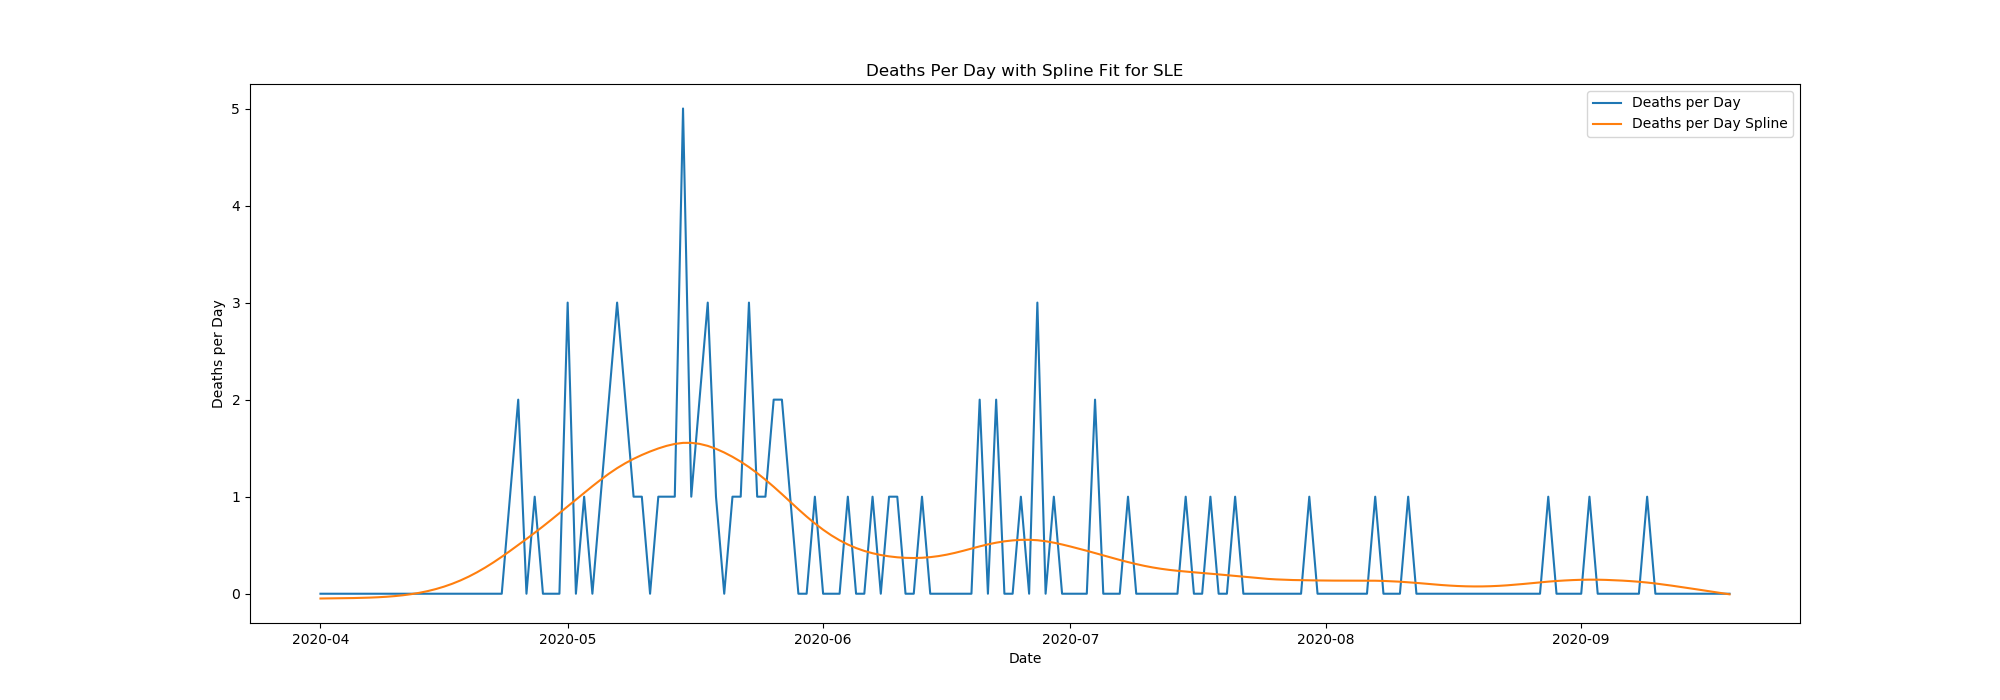 Deaths Per Day with Spline Fit for SLE
Deaths per Day
Deaths per Day Spline
Deaths per Day
5
4
3
2
1
0
2020-04 2020-05 2020-06 2020-07 2020-08 2020-09
Date